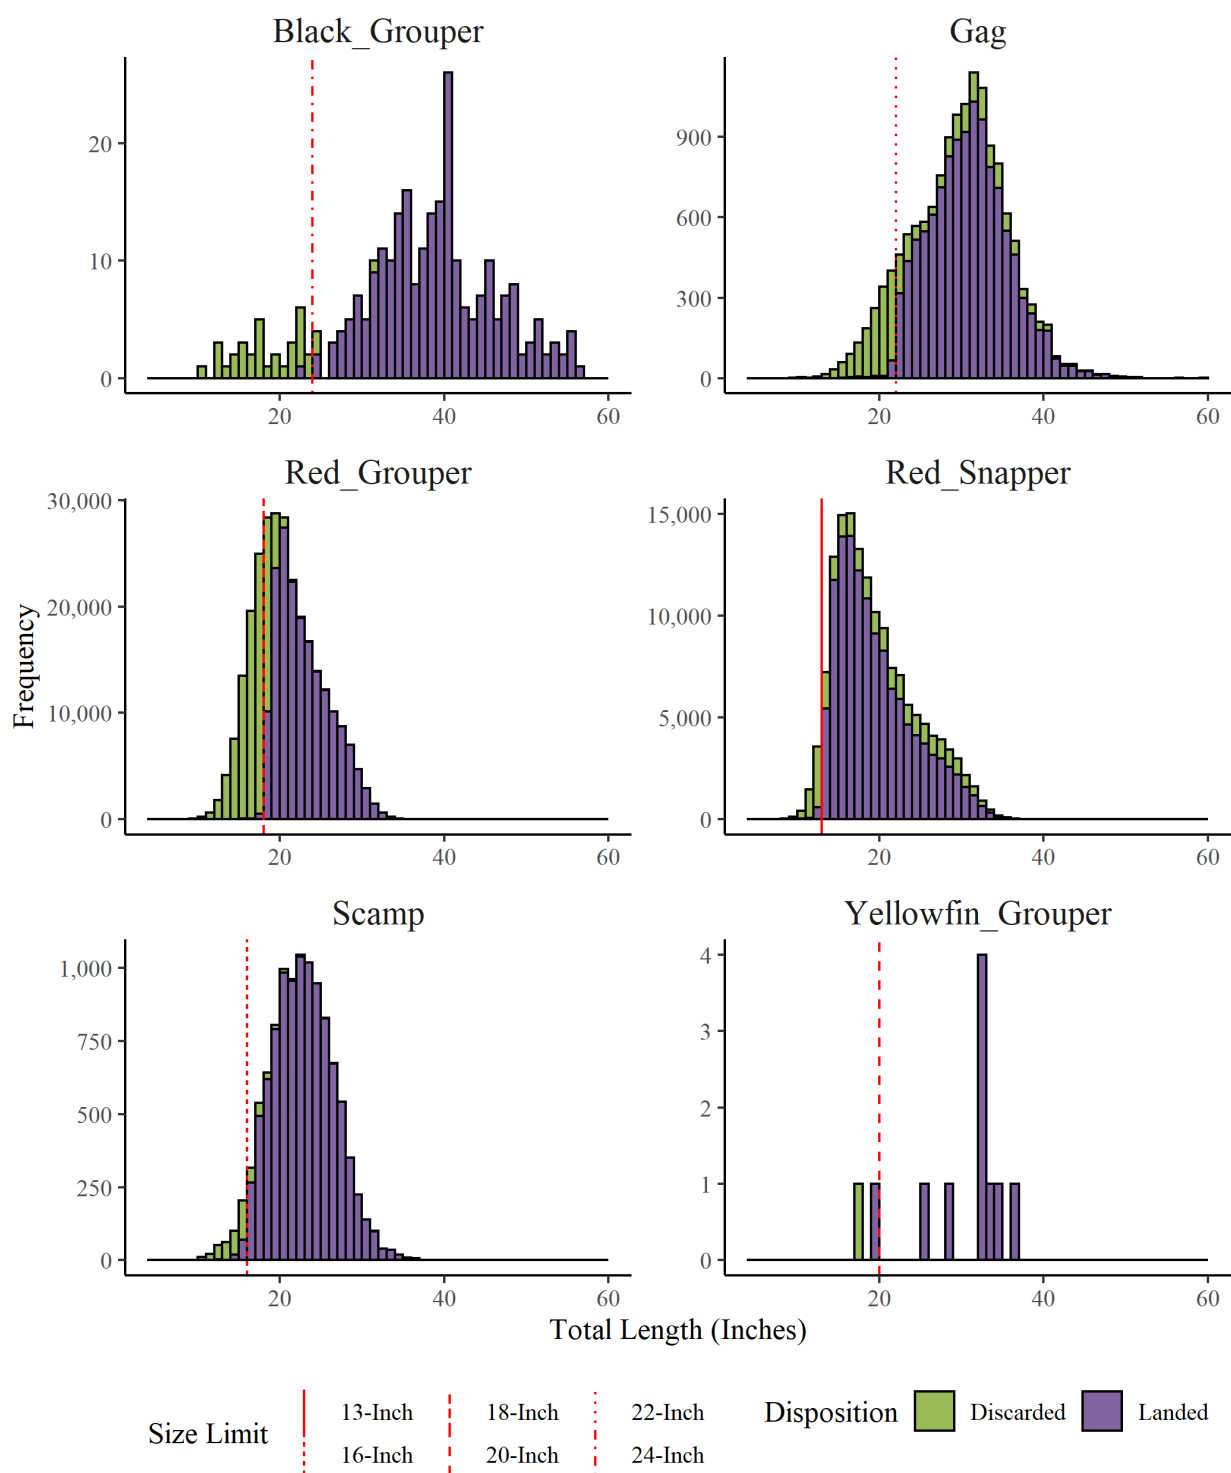 Black_Grouper
Gag
20
10
0
900
600
300
0
20 40 60
20 40 60
Red_Grouper
Red_Snapper
30,000
20,000
10,000
0
15,000
10,000
5,000
0
20 40 60
20 40 60
Frequency
Scamp
Yellowfin_Grouper
1,000
750
500
250
0
4
3
2
1
0
20 40 60
20 40 60
Total Length (Inches)
Size Limit
13-Inch 18-Inch 22-Inch
16-Inch 20-Inch 24-Inch
Disposition Discarded Landed